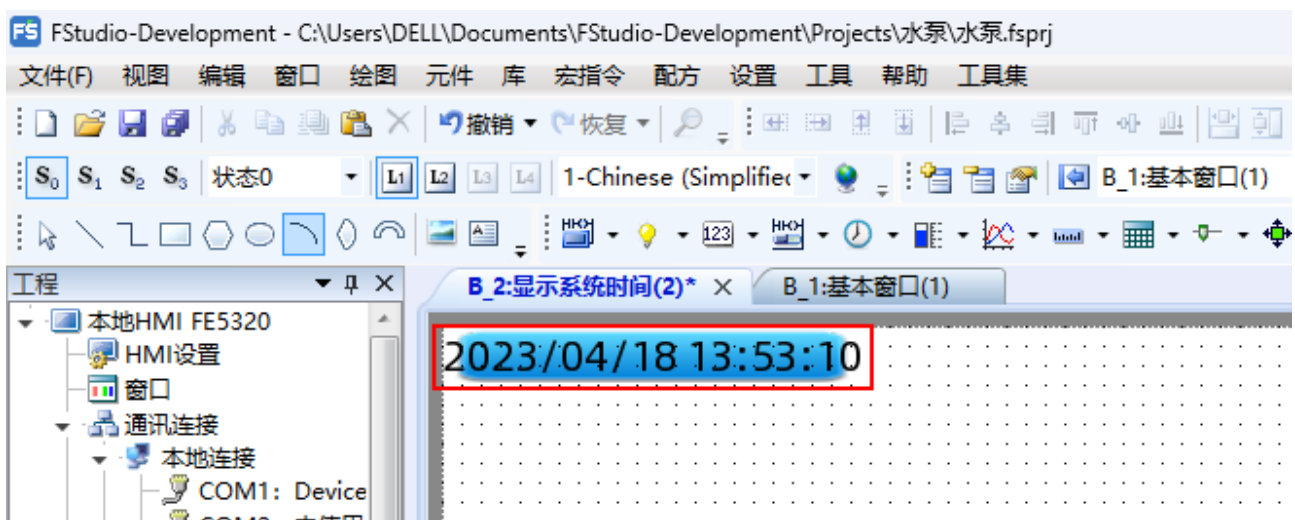 FS FStudio-Development - C:\Users\DELL\Documents\FStudio-Development\Projects\水泵\水泵.fsprj
文件(F) 视图 编辑 窗口 绘图 元件 库 宏指令 配方 设置 工具 帮助 工具集
撤销 恢复
S0 S1 S2 S3 状态0 L1 L2 L3 L4 1-Chinese (Simplified B_1:基本窗口(1)
123
工程
B_2:显示系统时间(2)* B_1:基本窗口(1)
本地HMI FE5320
2023/04/18 13:53:10
HMI设置
窗口
通讯连接
本地连接
COM1: Device